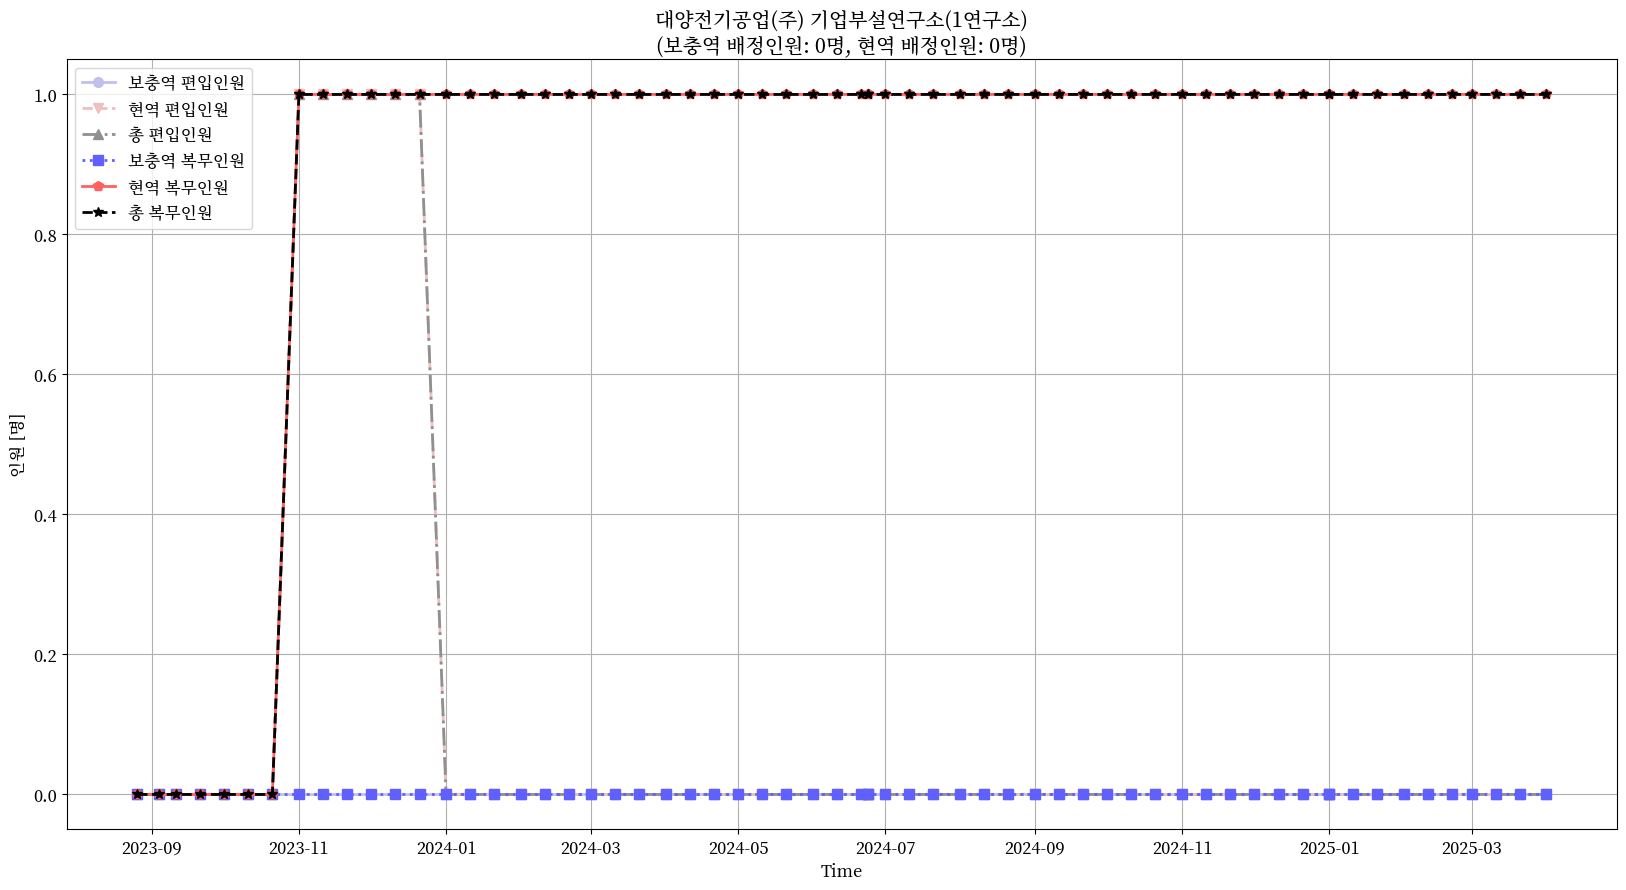 대양전기공업(주) 기업부설연구소(1연구소)
(보충역 배정인원: 0명, 현역 배정인원: 0명)
보충역 편입인원
현역 편입인원
총 편입인원
보충역 복무인원
현역 복무인원
총 복무인원
1.0
0.8
0.6
0.4
0.2
0.0
인원 [명]
2023-09 2023-11 2024-01 2024-03 2024-05 2024-07 2024-09 2024-11 2025-01 2025-03
Time